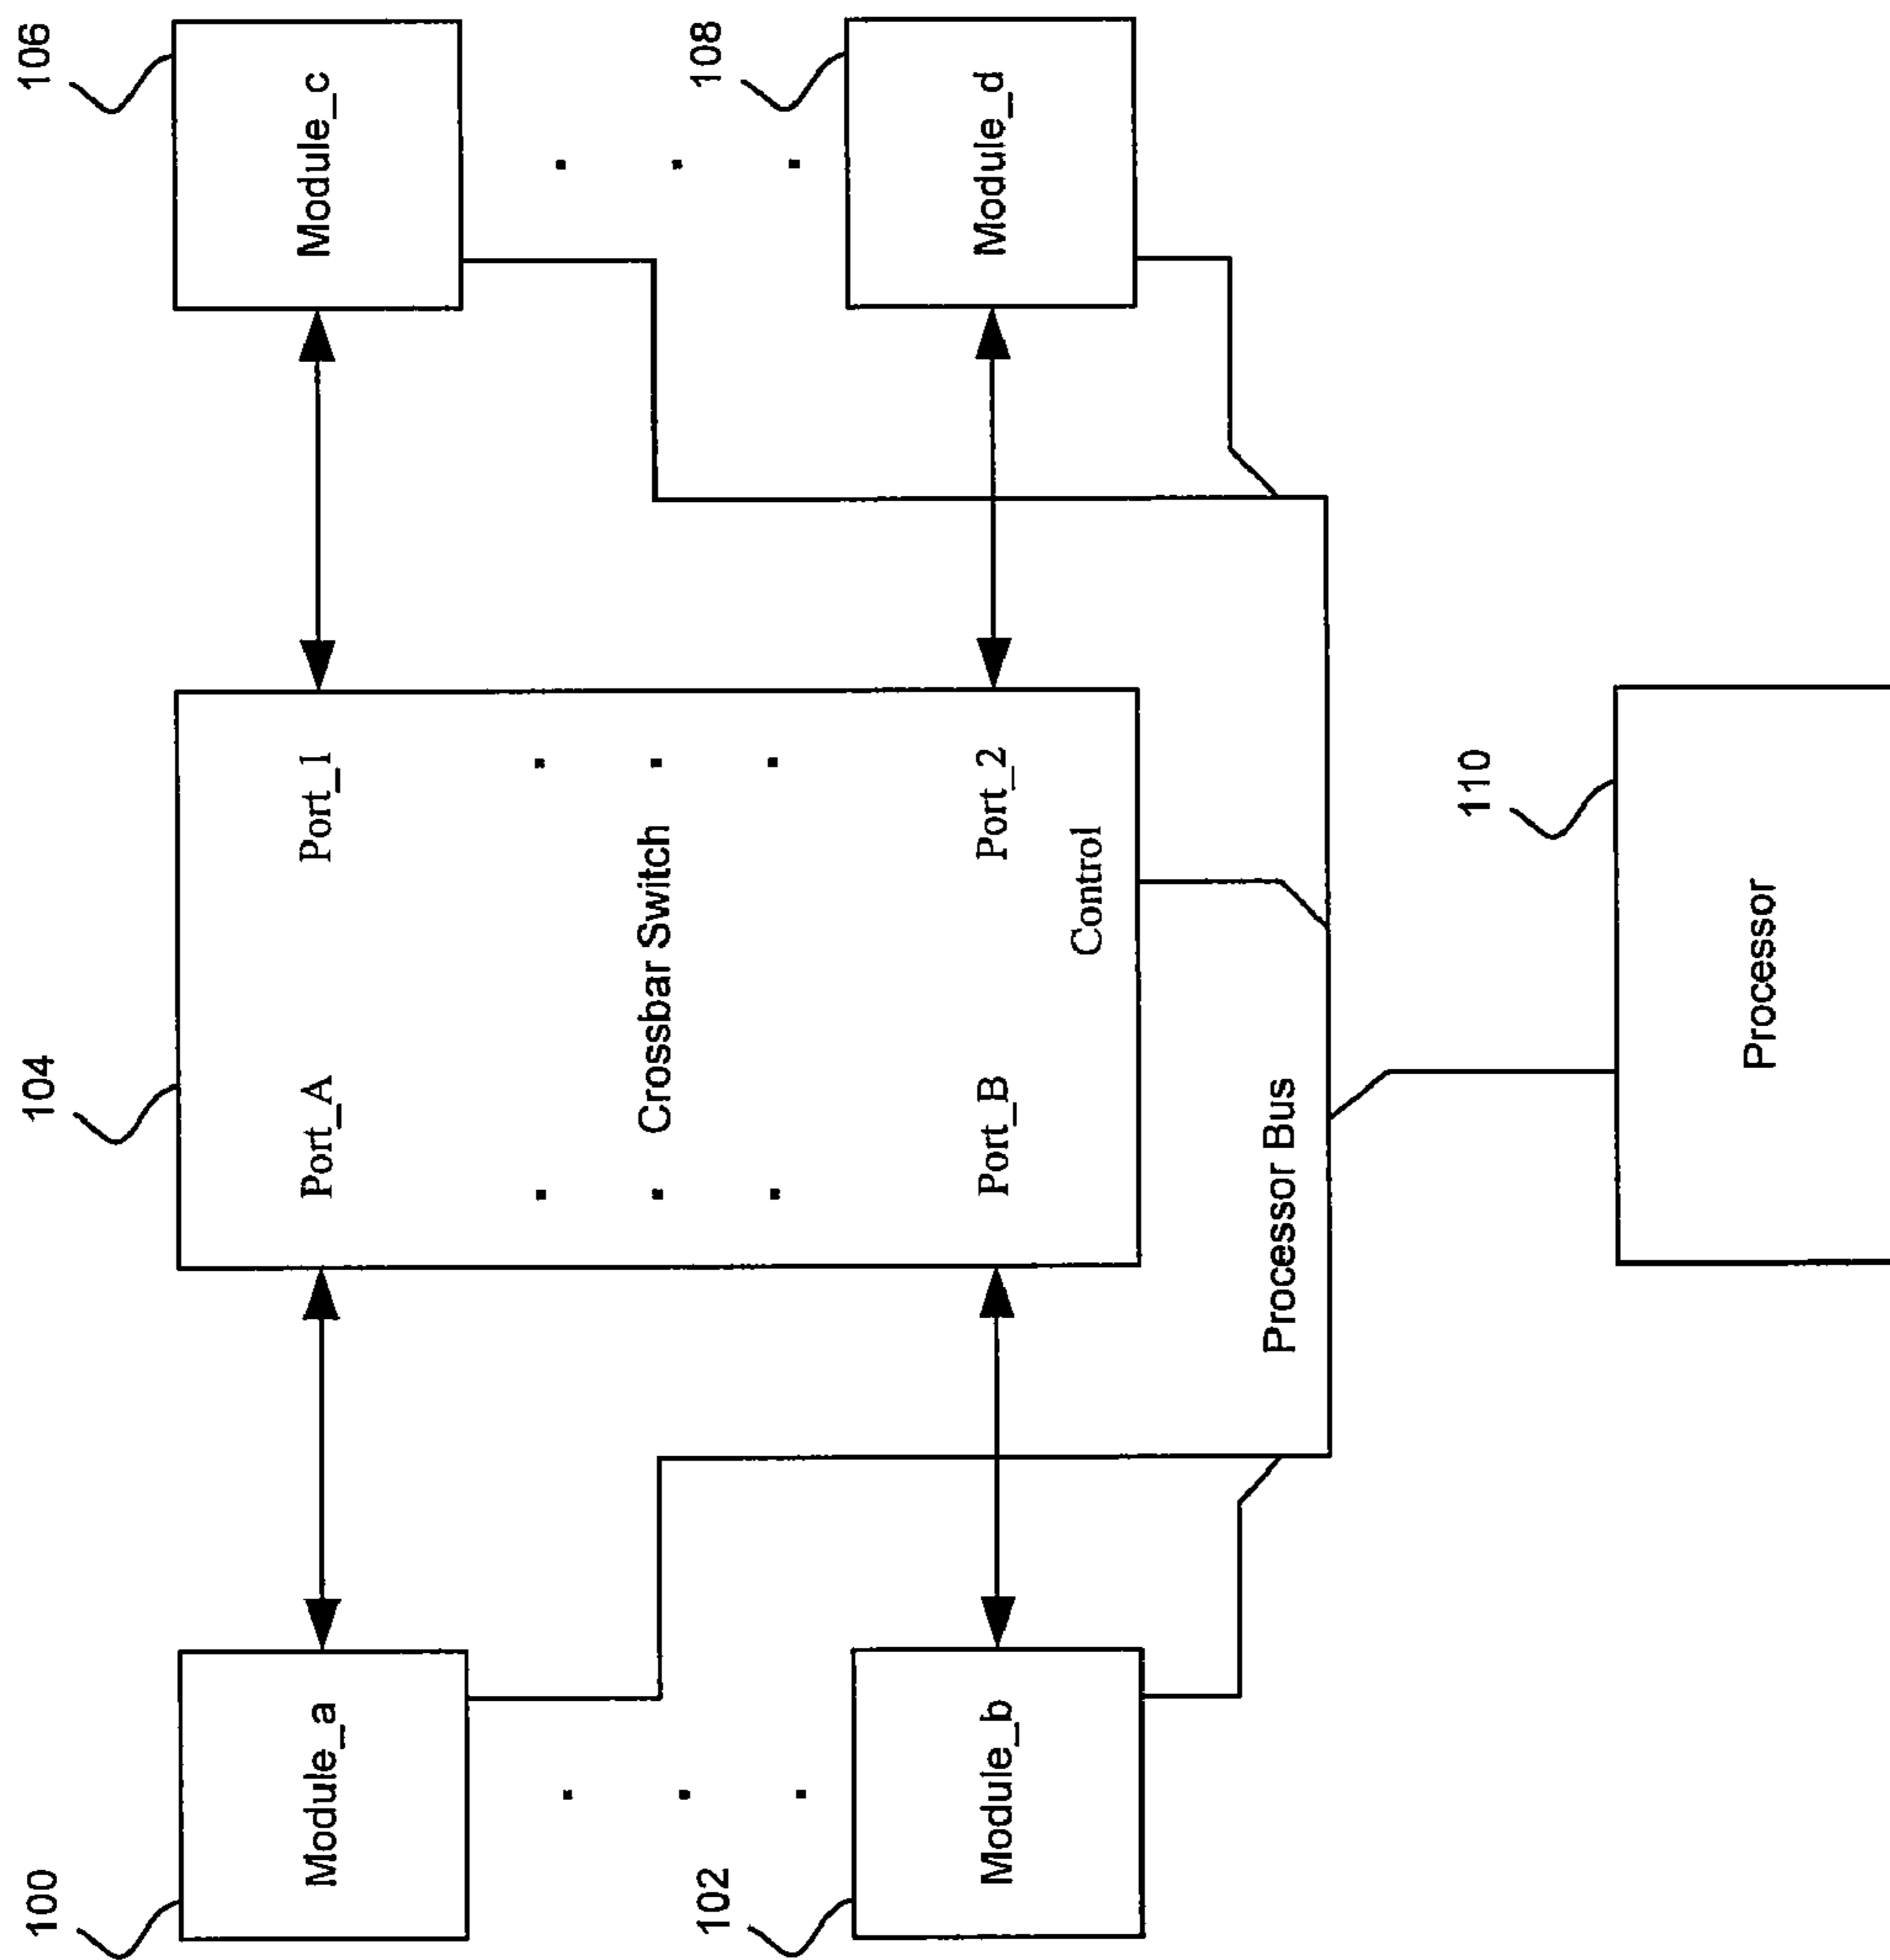 100
104
106
Module_a
Port_A
Port_1
Module_c
Crossbar Switch
102
108
Module_b
Port_B
Port_2
Module_d
Control
Processor Bus
110
Processor